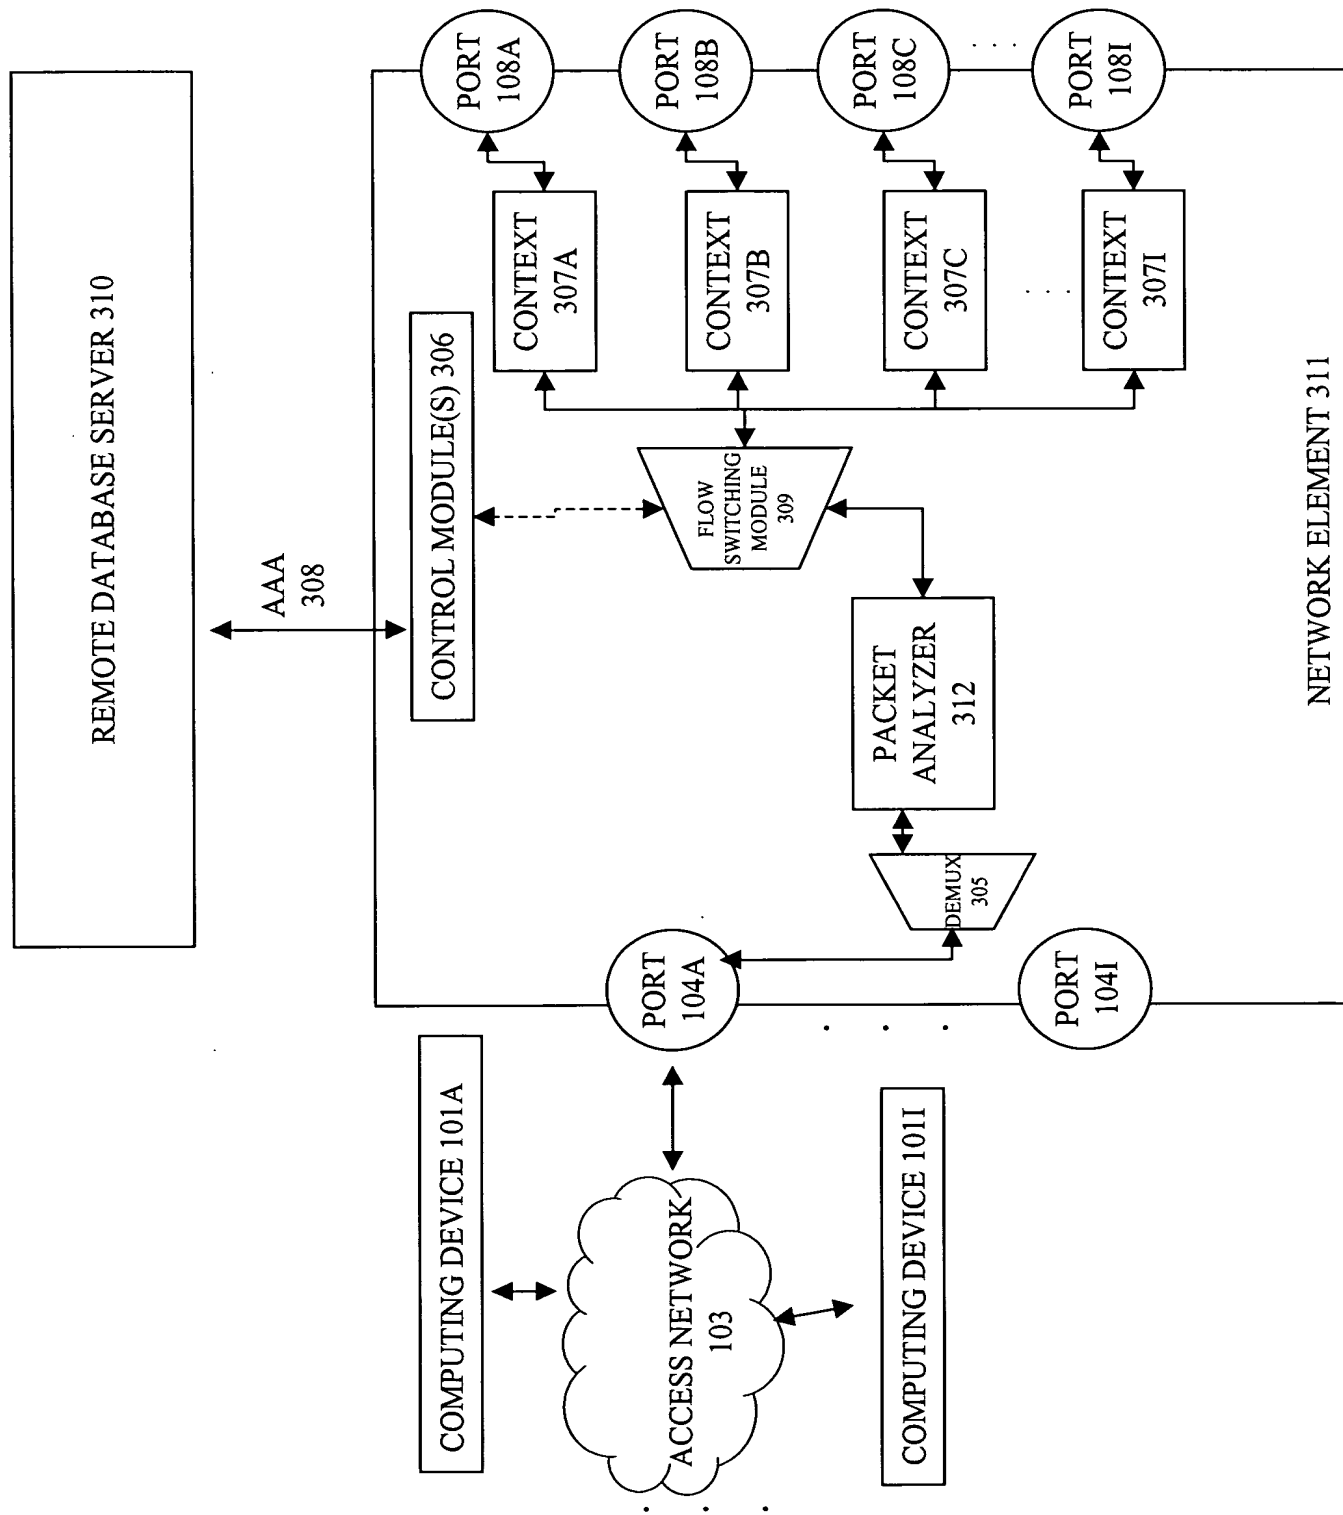 REMOTE DATABASE SERVER 310
AAA
308
CONTROL MODULE(S) 306
COMPUTING DEVICE 101A
ACCESS NETWORK
103
COMPUTING DEVICE 101I
PORT
104A
PORT
104I
DEMUX
305
PACKET
ANALYZER
312
FLOW
SWITCHING
MODULE
309
CONTEXT
307A
CONTEXT
307B
CONTEXT
307C
CONTEXT
307I
PORT
108A
PORT
108B
PORT
108C
PORT
108I
NETWORK ELEMENT 311